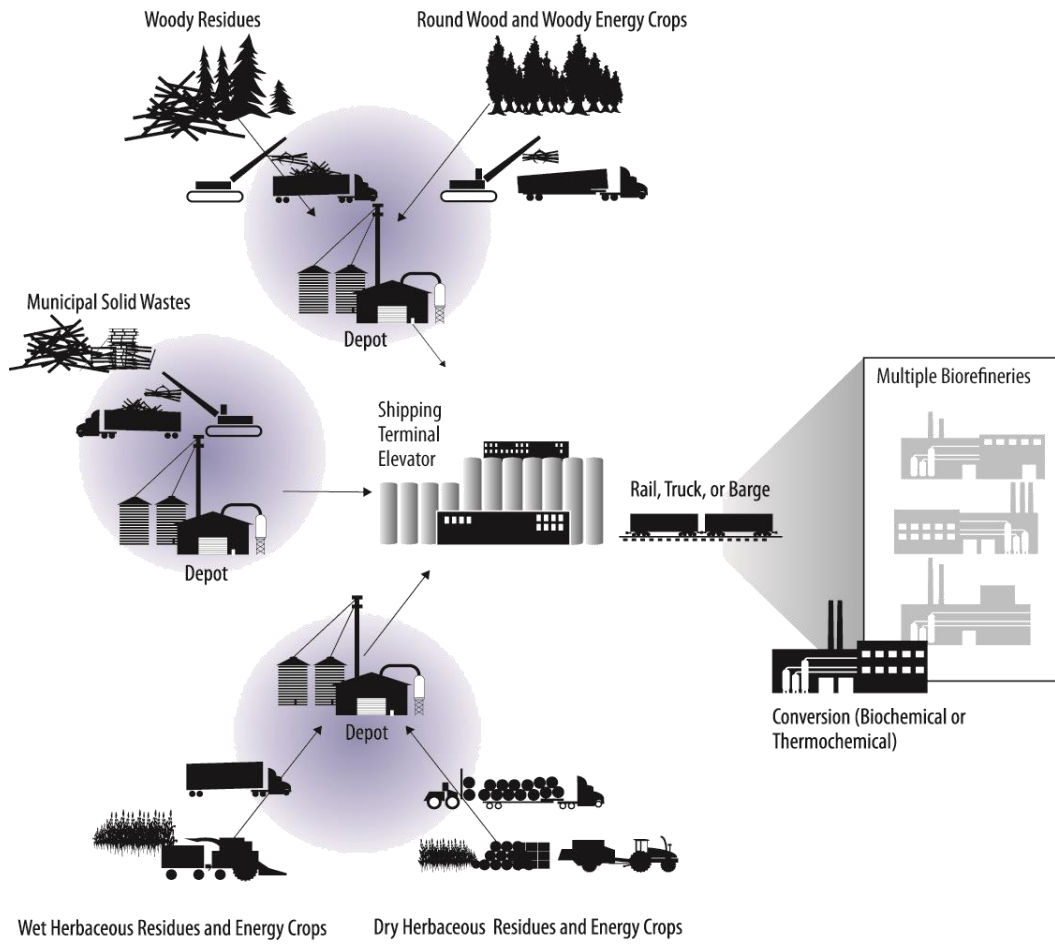 Woody Residues
Round Wood and Woody Energy Crops
Depot
Municipal Solid Wastes
Depot
Shipping
Terminal
Elevator
Rail, Truck, or Barge
Multiple Biorefineries
Conversion (Biochemical or
Thermochemical)
Depot
Wet Herbaceous Residues and Energy Crops
Dry Herbaceous Residues and Energy Crops